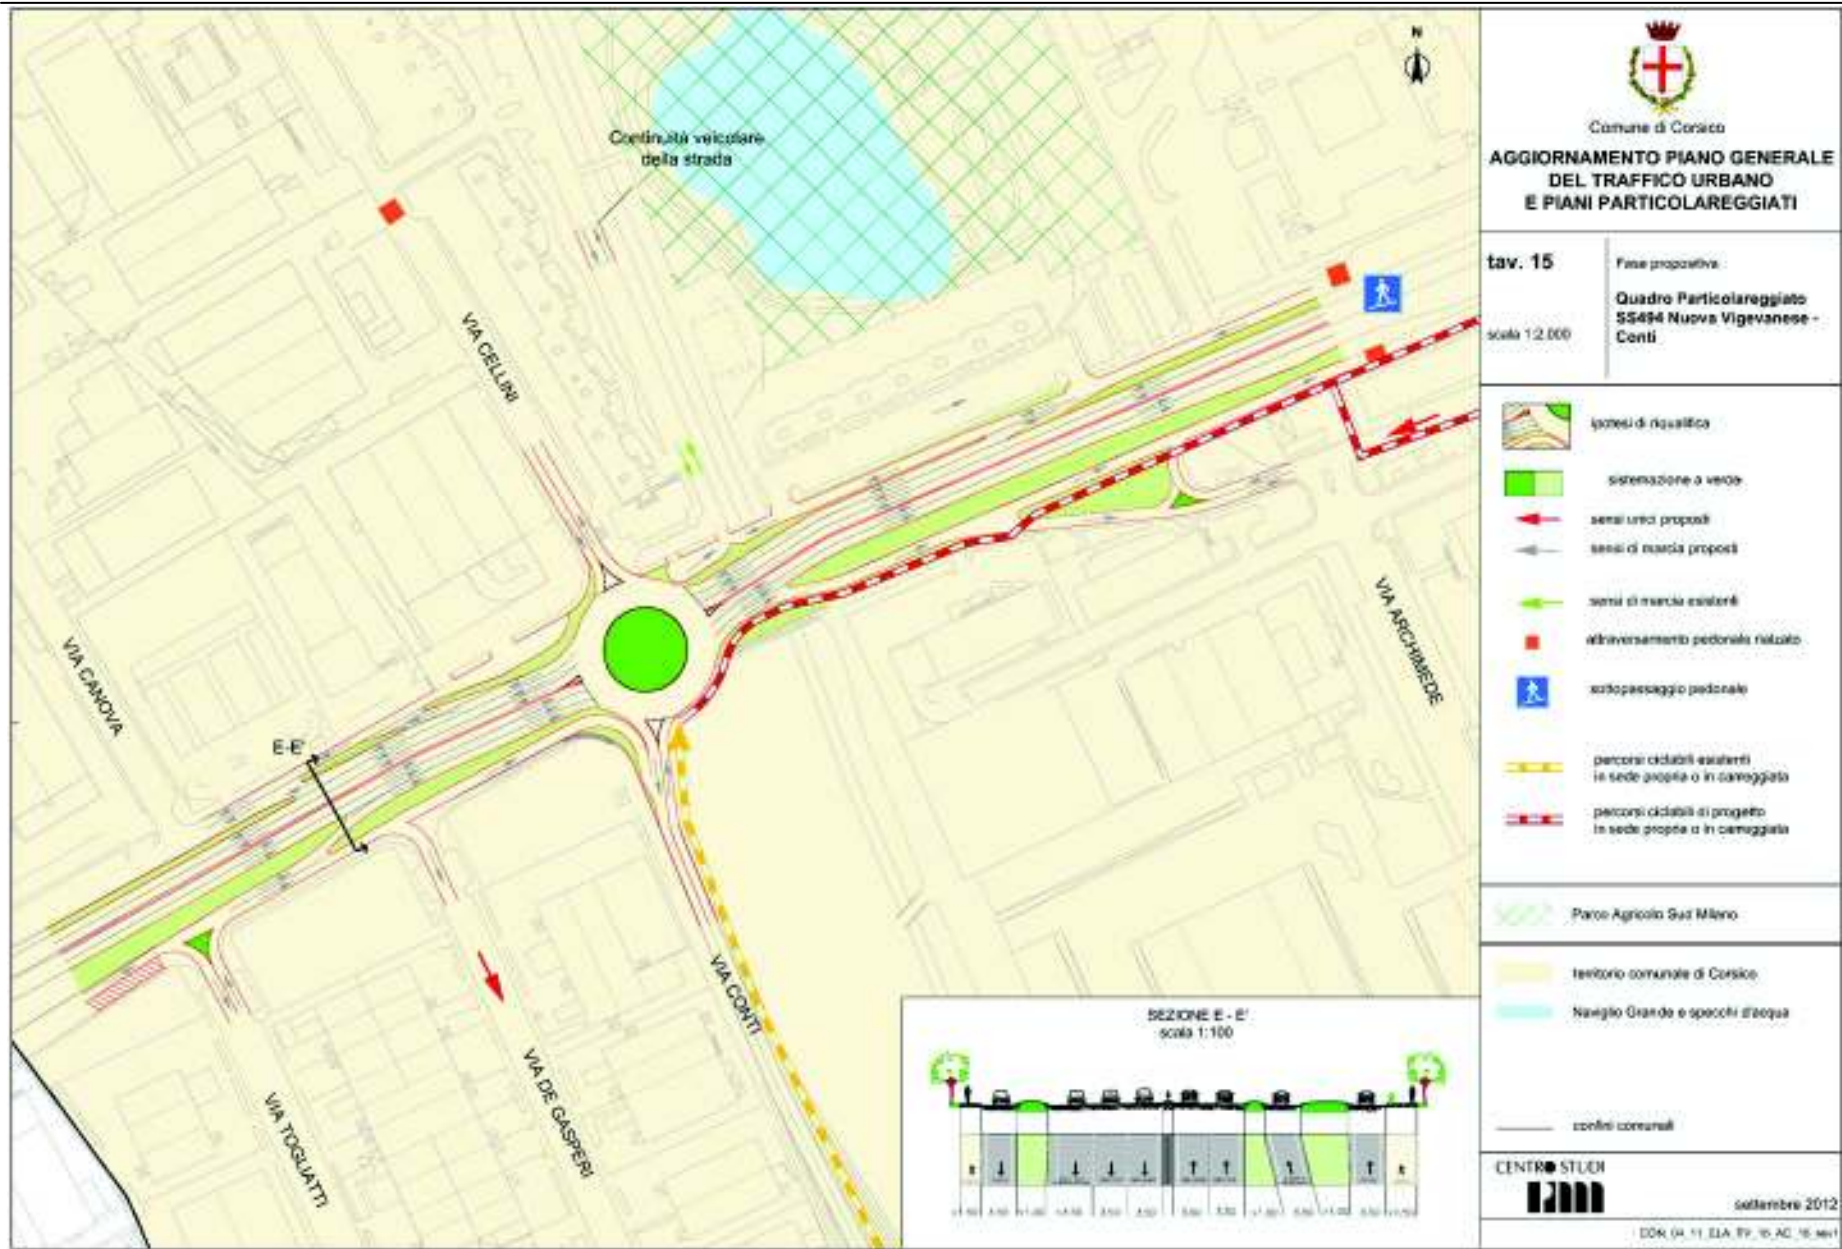 Continuità veicolare
della strada
N
VIA CELLINI
VIA CANOVA
E-E'
VIA ARCHIMEDE
VIA CONTI
VIA DE GASPERI
VIA TOGLIATTI
SEZIONE E - E'
scala 1:100
Comune di Corsico
AGGIORNAMENTO PIANO GENERALE
DEL TRAFFICO URBANO
E PIANI PARTICOLAREGGIATI
tav. 15
Fase propositiva
scala 1:2.000
Quadro Particolareggiato
SS494 Nuova Vigevanese -
Conti
ipotesi di riqualifica
sistemazione a verde
sensi unici proposti
sensi di marcia proposti
sensi di marcia esistenti
attraversamento pedonale rialzato
sottopassaggio pedonale
percorsi ciclabili esistenti
in sede propria o in carreggiata
percorsi ciclabili di progetto
in sede propria o in carreggiata
Parco Agricolo Sud Milano
territorio comunale di Corsico
Naviglio Grande e specchi d'acqua
confini comunali
CENTRO STUDI
settembre 2012